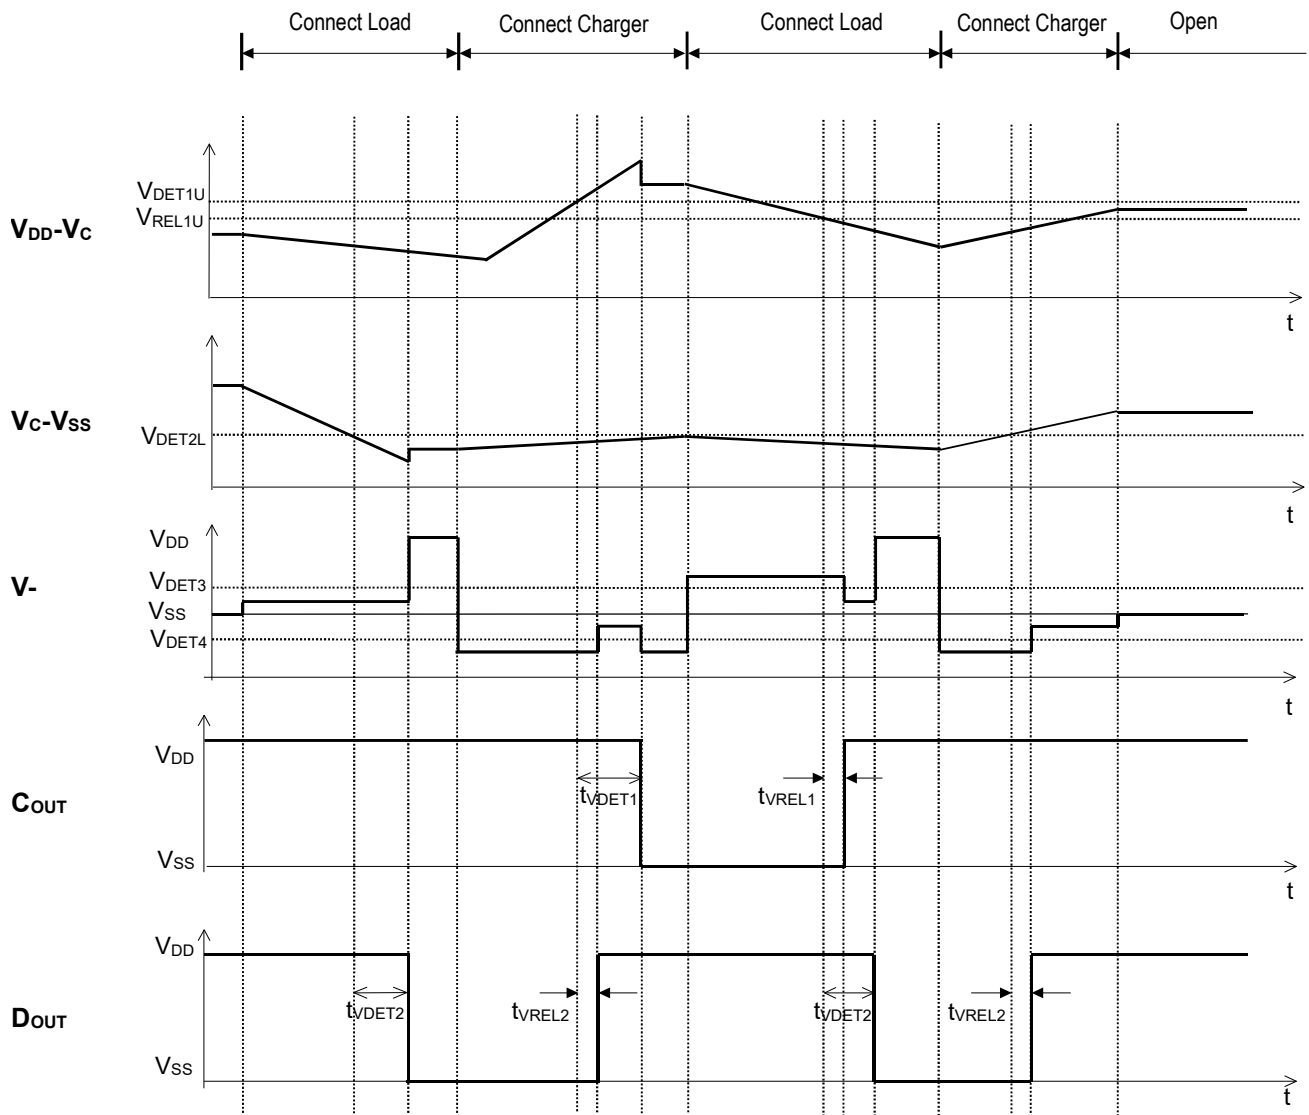 Connect Load
Connect Charger
Connect Load
Connect Charger
Open
VDD-VC
VDET1U
VREL1U
t
VC-VSS
VDET2L
t
V-
VDD
VDET3
VSS
VDET4
t
COUT
VDD
tVDET1
tVREL1
VSS
t
DOUT
VDD
tVDET2
tVREL2
tVDET2
tVREL2
VSS
t